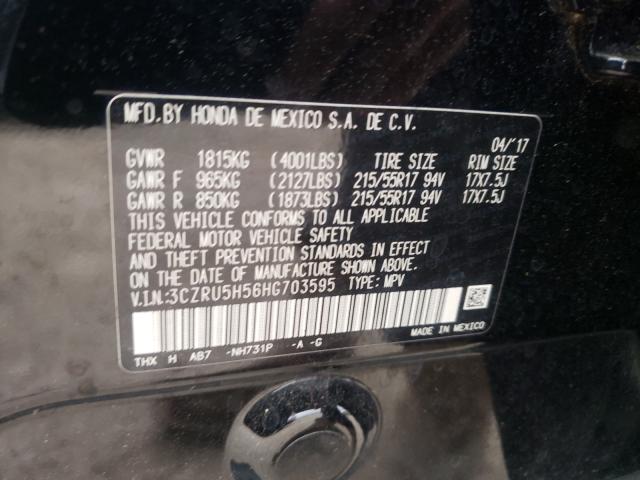 MFD.BY HONDA DE MEXICO S.A. DE C.V.
04/'17
GVWR 1815KG (4001LBS) TIRE SIZE RIM SIZE
GAWR F 965KG (2127LBS) 215/55R17 94V 17X7.5J
GAWR R 850KG (1873LBS) 215/55R17 94V 17X7.5J
THIS VEHICLE CONFORMS TO ALL APPLICABLE
FEDERAL MOTOR VEHICLE SAFETY
AND THEFT PREVENTION STANDARDS IN EFFECT
ON THE DATE OF MANUFACTURE SHOWN ABOVE.
V.I.N.:3CZRU5H56HG703595 TYPE: MPV
THX H AB7 -NH731P -A -G MADE IN MEXICO